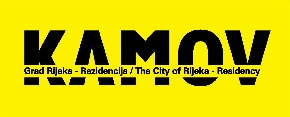 KAMOV
Grad Rijeka - Rezidencija / The City of Rijeka - Residency